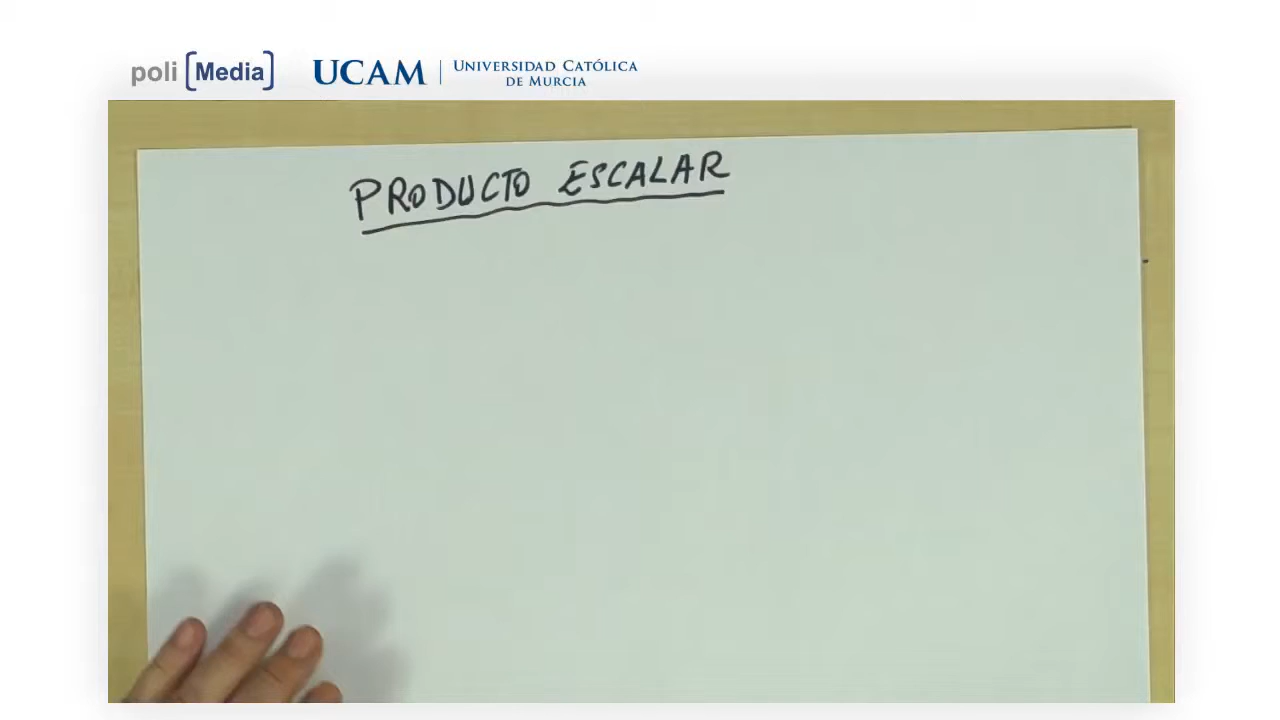 poli [Media]
UCAM
UNIVERSIDAD CATÓLICA
DE MURCIA
PRODUCTO ESCALAR